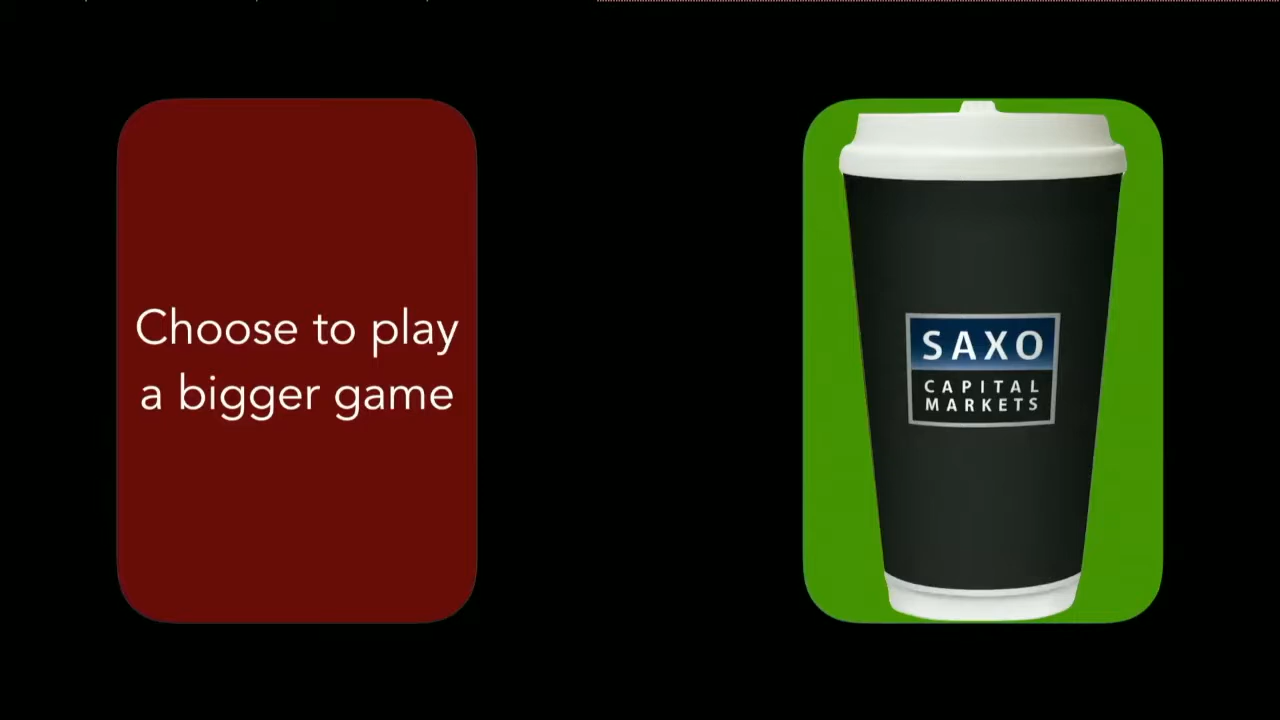 Choose to play
a bigger game
SAXO
CAPITAL
MARKETS